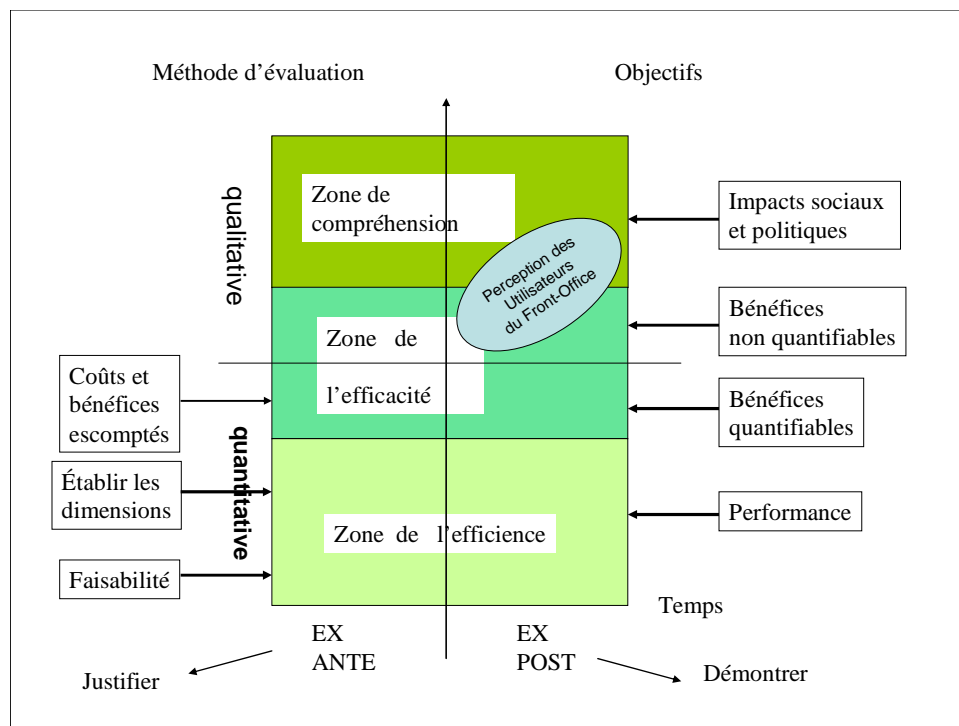 Méthode d'évaluation
Objectifs
qualitative
Zone de
compréhension
Impacts sociaux
et politiques
Perception des
Utilisateurs
du Front-Office
Bénéfices
non quantifiables
Zone de
l'efficacité
Coûts et
bénéfices
escomptés
Bénéfices
quantifiables
quantitative
Établir les
dimensions
Performance
Zone de l'efficience
Faisabilité
Temps
EX
ANTE
EX
POST
Justifier
Démontrer